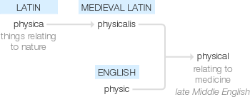 LATIN
MEDIEVAL LATIN
physica
physicalis
things relating
to nature
physical
ENGLISH
relating to
medicine
physic
late Middle English